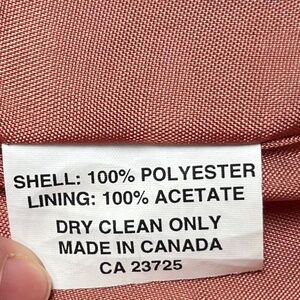 SHELL: 100% POLYESTER
LINING: 100% ACETATE
DRY CLEAN ONLY
MADE IN CANADA
CA 23725